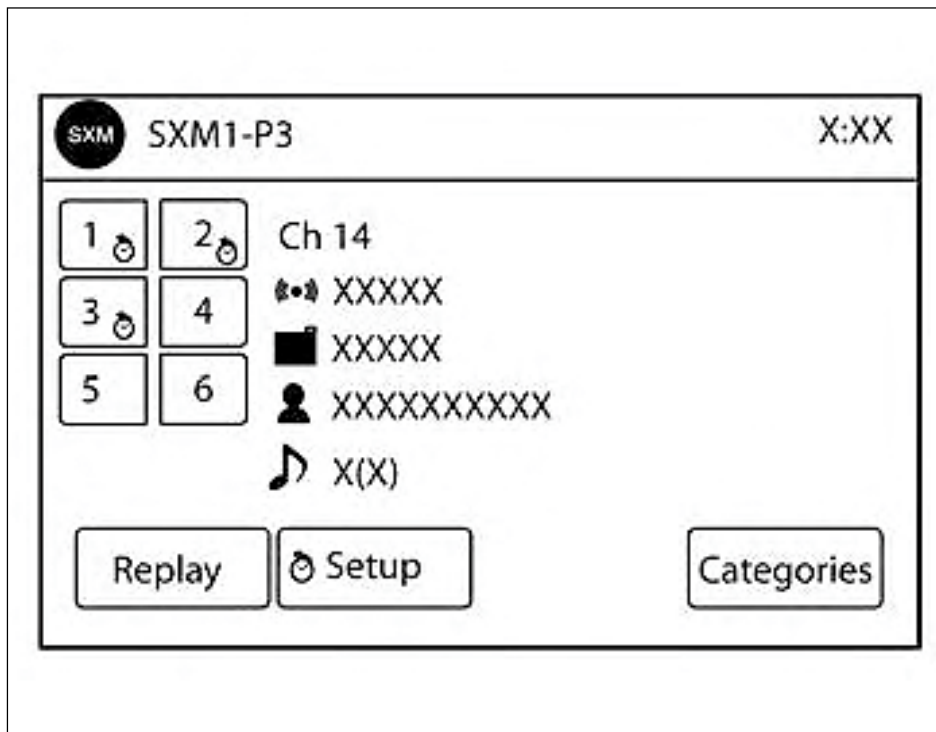 SXM SXM1-P3 X:XX
1 2 Ch 14
XXXXX
3 4
XXXXX
5 6
XXXXXXXXXX
X(X)
Replay Setup Categories